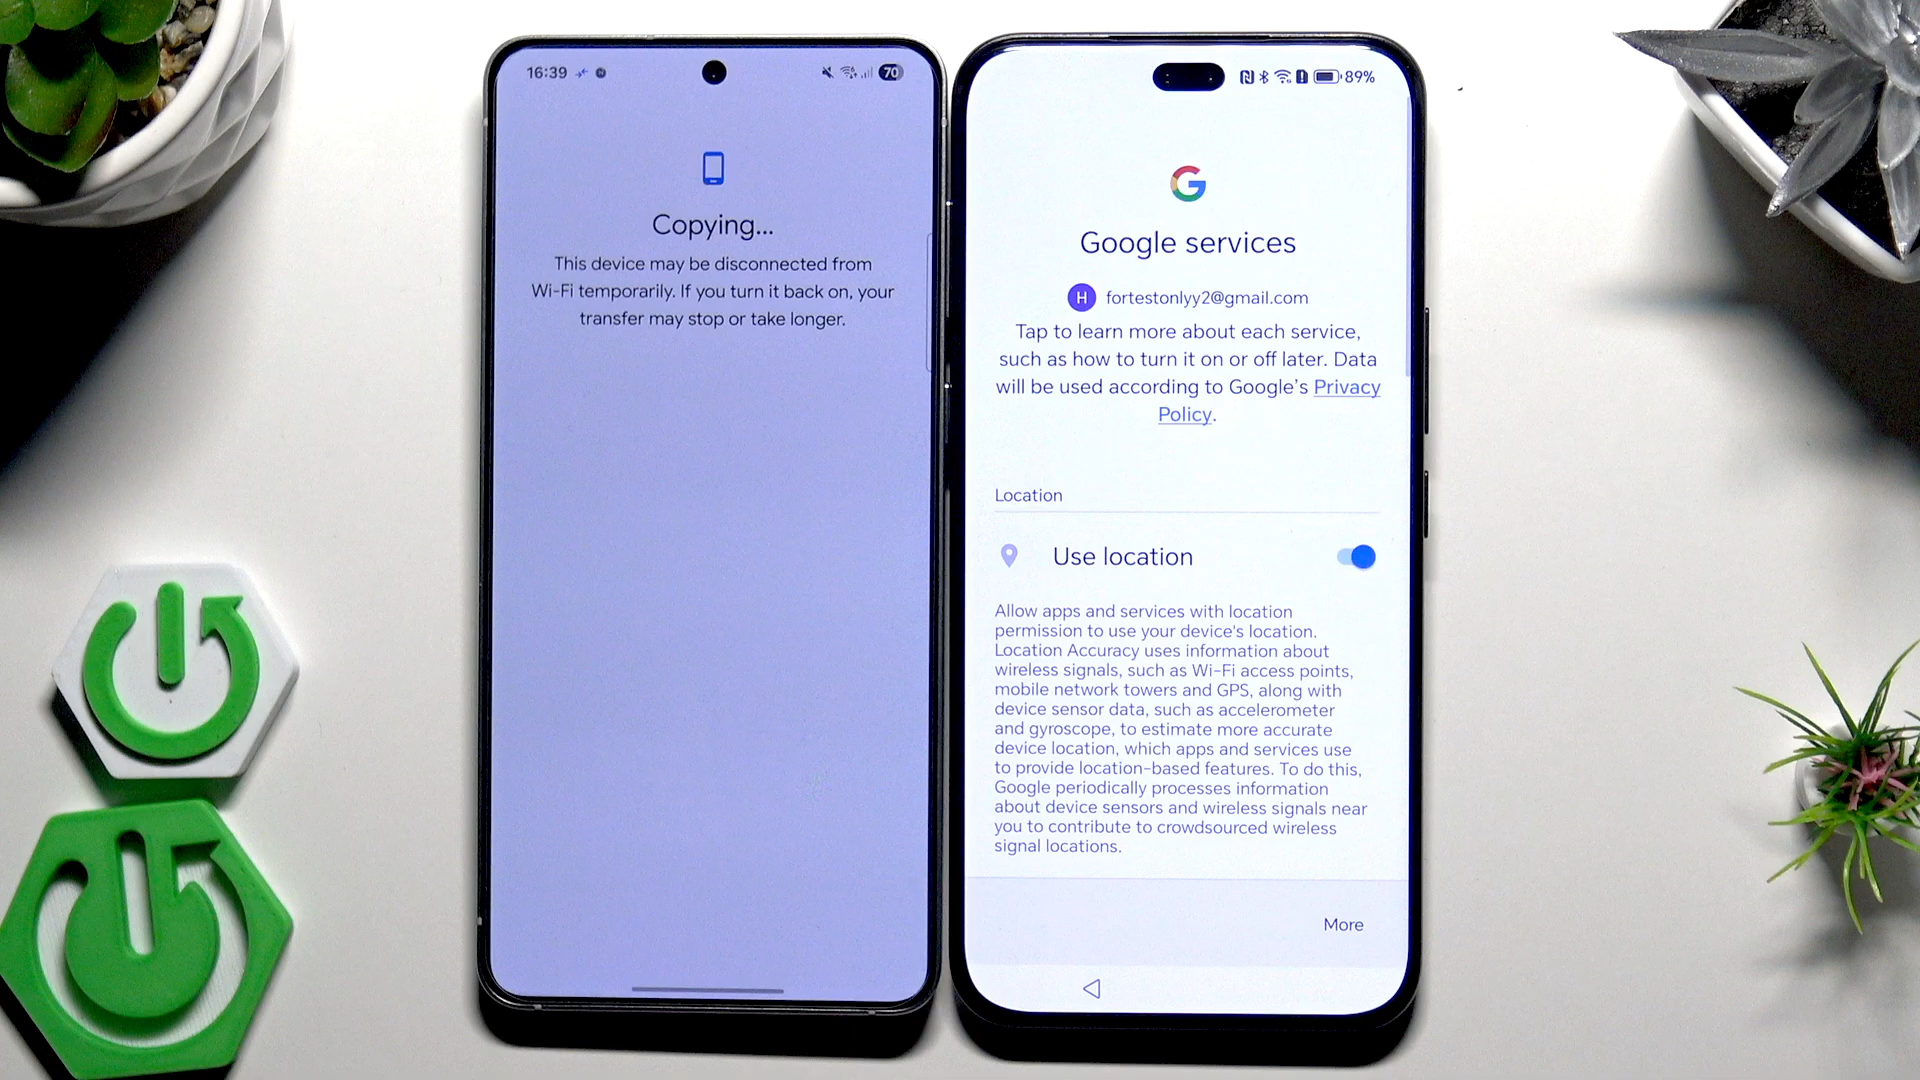 16:39
70
Copying...
This device may be disconnected from
Wi-Fi temporarily. If you turn it back on, your
transfer may stop or take longer.
89%
Google services
H fortestonlyy2@gmail.com
Tap to learn more about each service,
such as how to turn it on or off later. Data
will be used according to Google's Privacy
Policy.
Location
Use location
Allow apps and services with location
permission to use your device's location.
Location Accuracy uses information about
wireless signals, such as Wi-Fi access points,
mobile network towers and GPS, along with
device sensor data, such as accelerometer
and gyroscope, to estimate more accurate
device location, which apps and services use
to provide location-based features. To do this,
Google periodically processes information
about device sensors and wireless signals near
you to contribute to crowdsourced wireless
signal locations.
More